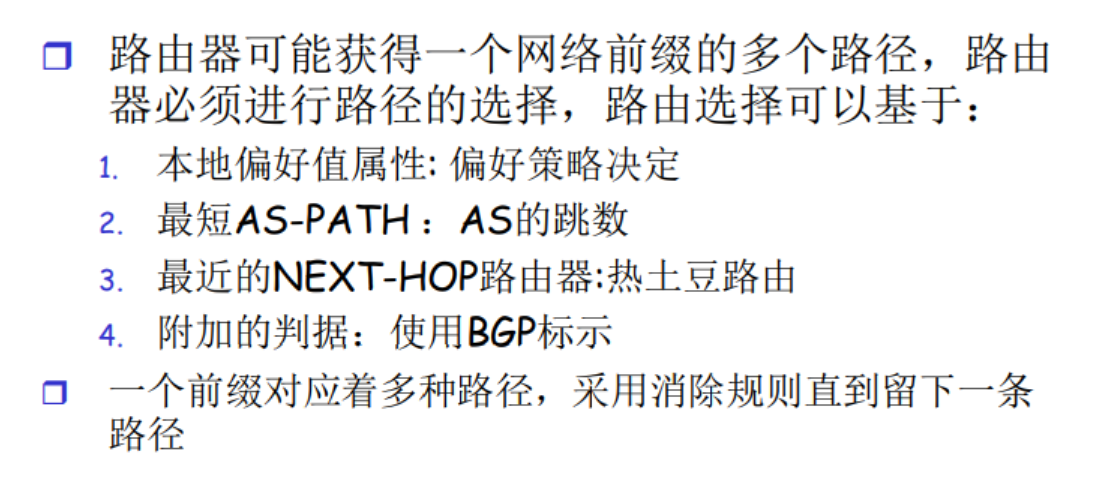 路由器可能获得一个网络前缀的多个路径，路由
器必须进行路径的选择，路由选择可以基于：
1. 本地偏好值属性: 偏好策略决定
2. 最短AS-PATH ：AS的跳数
3. 最近的NEXT-HOP路由器:热土豆路由
4. 附加的判据：使用BGP标示
一个前缀对应着多种路径，采用消除规则直到留下一条
路径